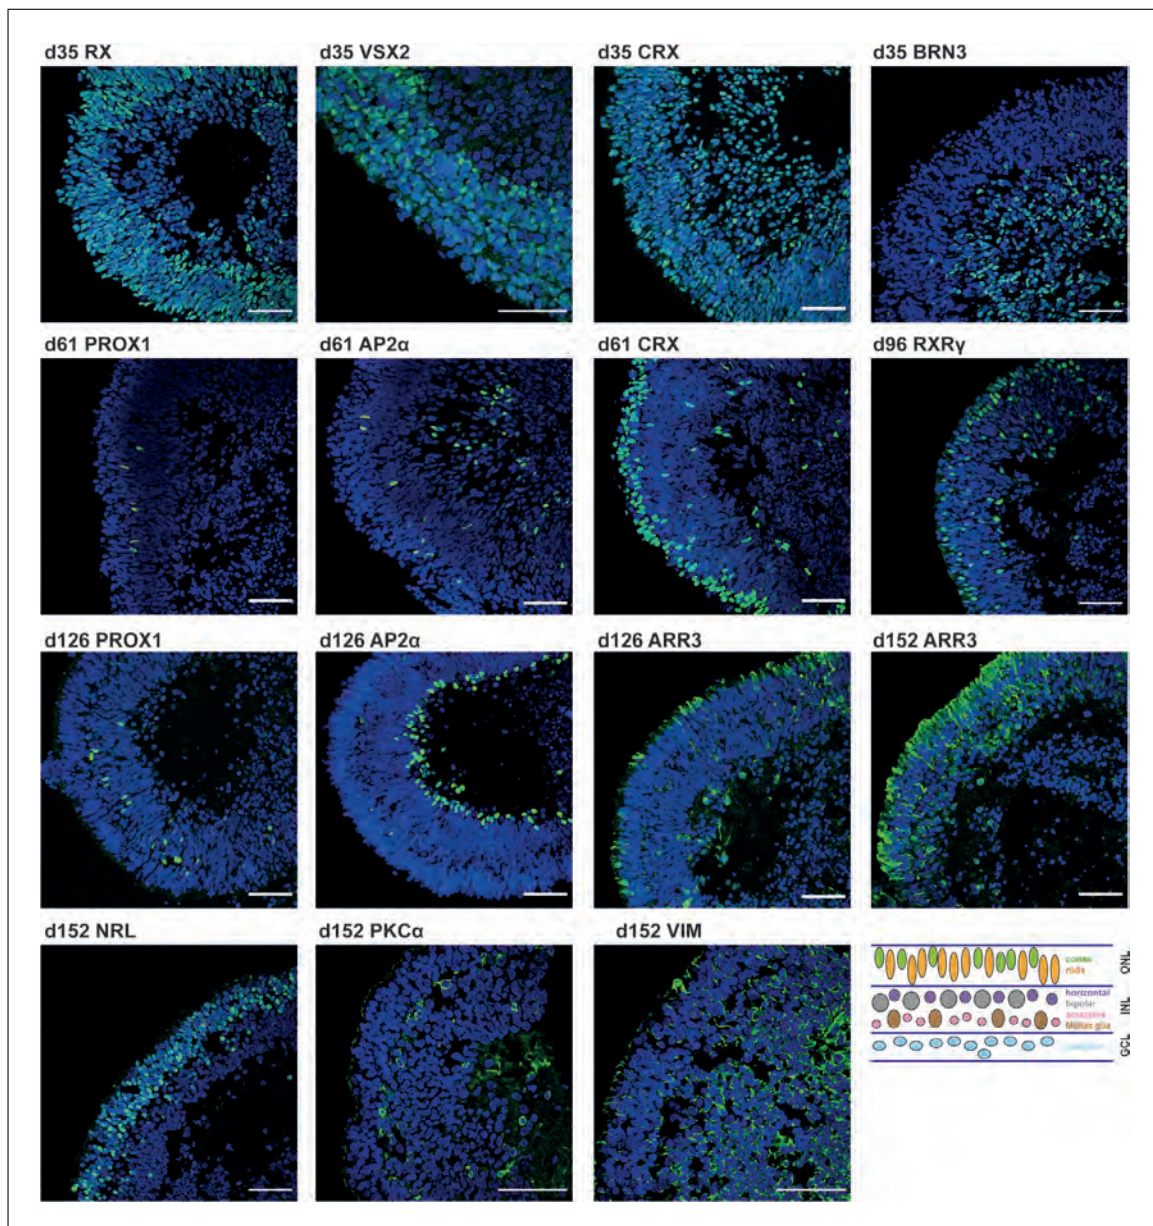 d35 RX
d35 VSX2
d35 CRX
d35 BRN3
d61 PROX1
d61 AP2α
d61 CRX
d96 RXRγ
d126 PROX1
d126 AP2α
d126 ARR3
d152 ARR3
d152 NRL
d152 PKCα
d152 VIM
cones
rods
ONL
horizontal
bipolar
amacrine
Müller glia
INL
GCL